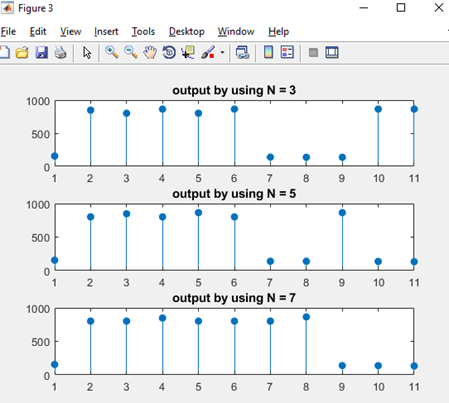 Figure 3
File Edit View Insert Tools Desktop Window Help
output by using N = 3
1000
500
0
1 2 3 4 5 6 7 8 9 10 11
output by using N = 5
1000
500
0
1 2 3 4 5 6 7 8 9 10 11
output by using N = 7
1000
500
0
1 2 3 4 5 6 7 8 9 10 11